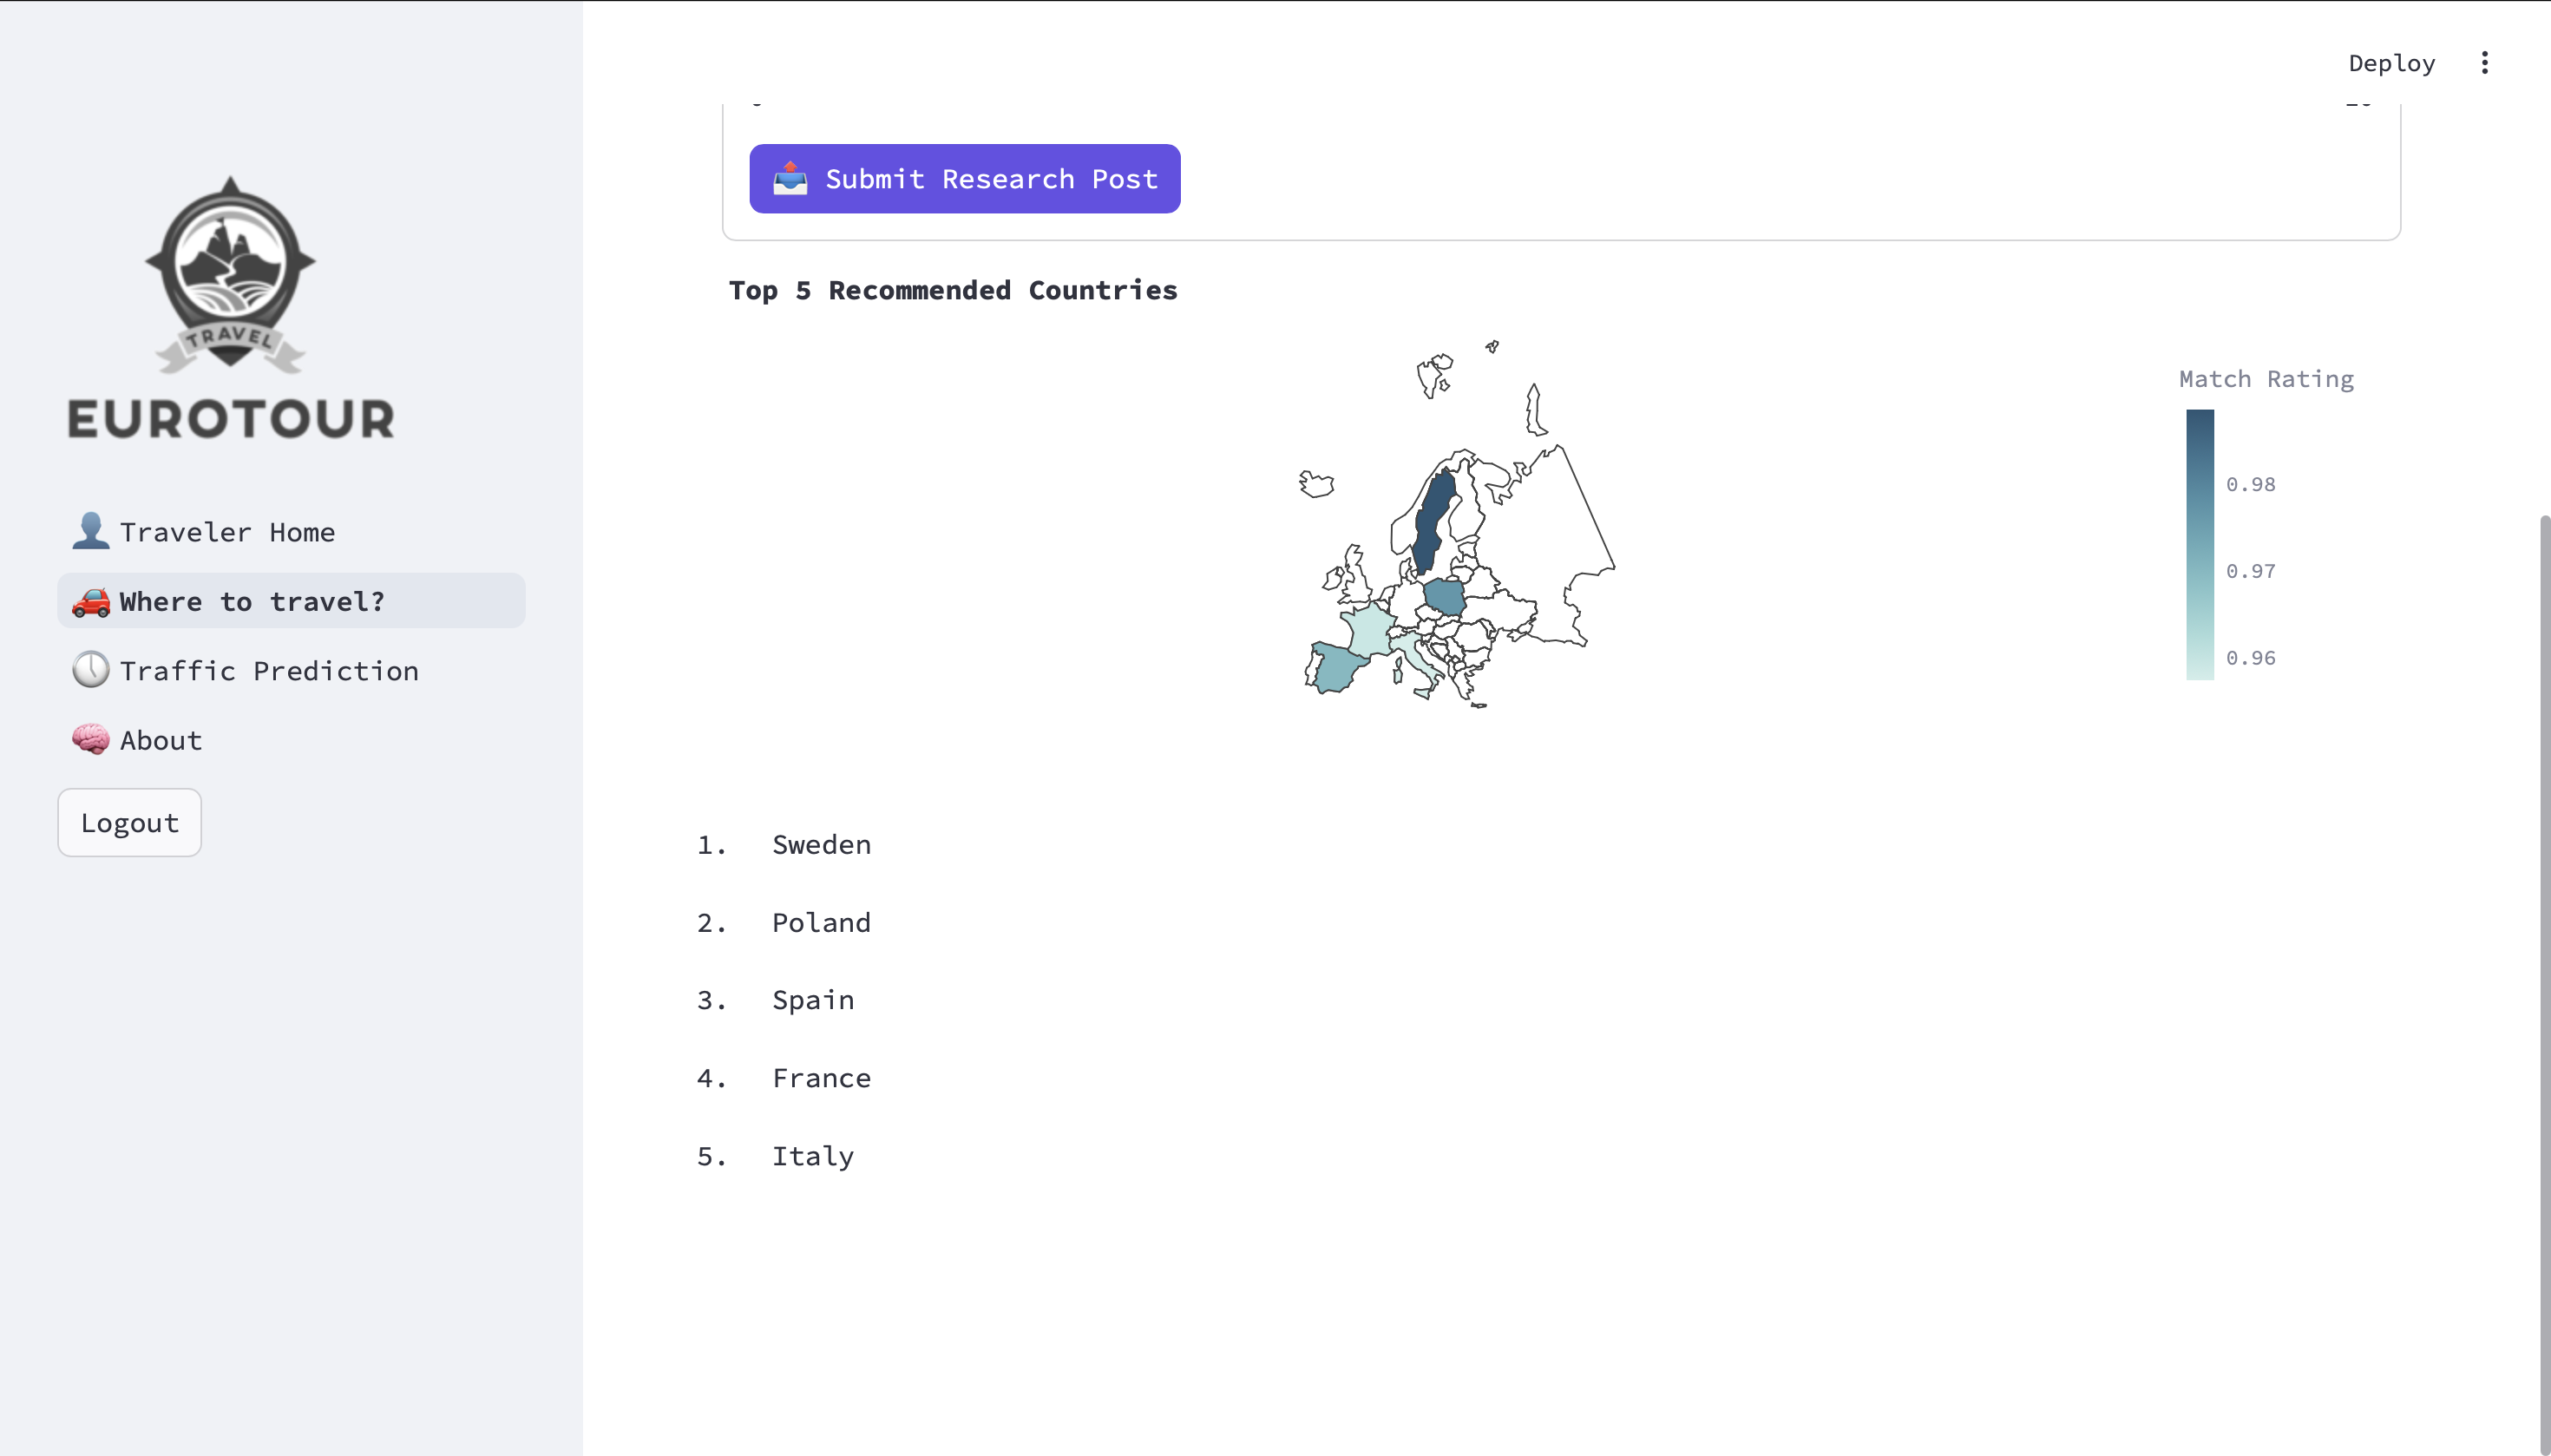 Deploy
TRAVEL
EUROTOUR
Traveler Home
Where to travel?
Traffic Prediction
About
Logout
Submit Research Post
Top 5 Recommended Countries
Match Rating
0.98
0.97
0.96
1. Sweden
2. Poland
3. Spain
4. France
5. Italy